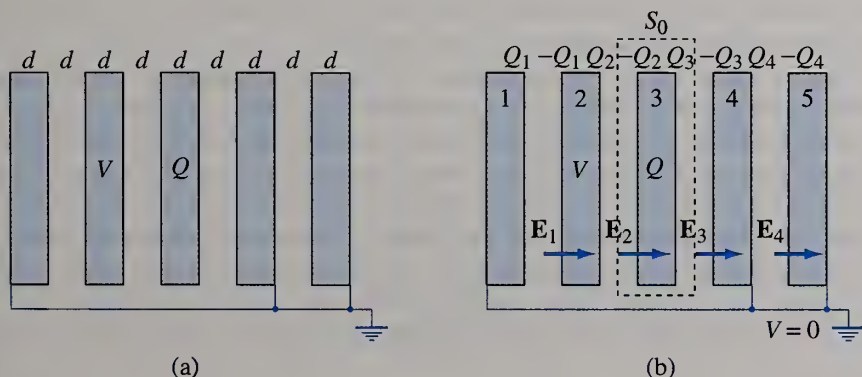 d d d d d d d d d
V Q
(a)
S₀
Q₁ −Q₁ Q₂ −Q₂ Q₃ −Q₃ Q₄ −Q₄
1 2 3 4 5
V Q
E₁ E₂ E₃ E₄
V = 0
(b)